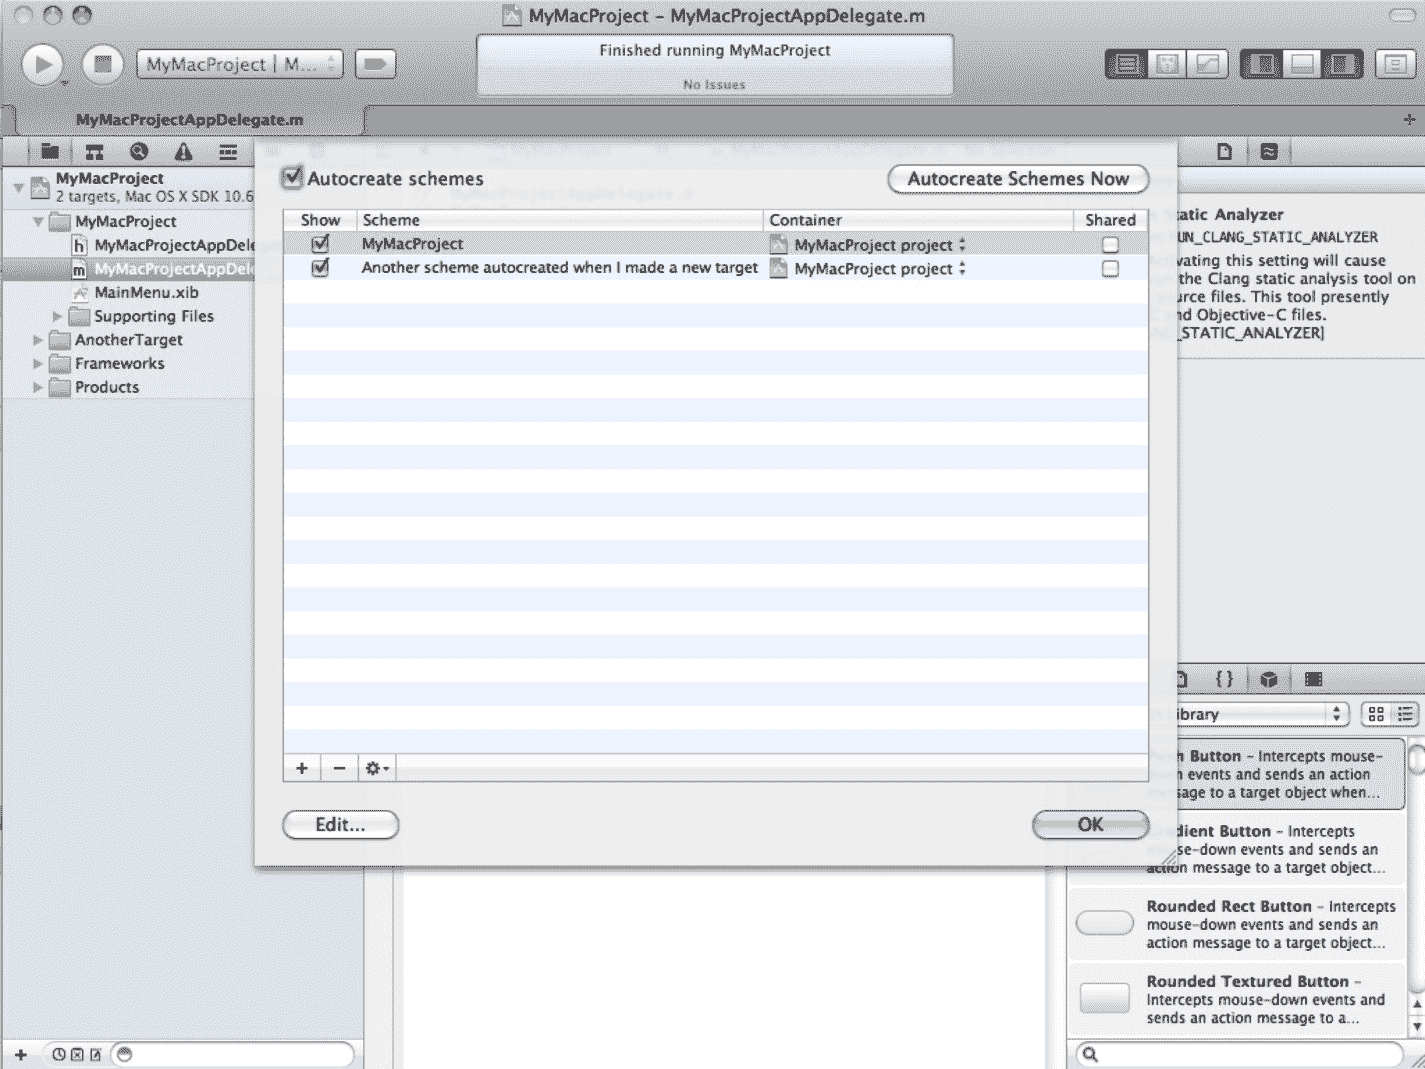 MyMacProject – MyMacProjectAppDelegate.m
MyMacProject | M...
Finished running MyMacProject
No Issues
MyMacProjectAppDelegate.m
MyMacProject
2 targets, Mac OS X SDK 10.6
MyMacProject
h MyMacProjectAppDele
m MyMacProjectAppDel
MainMenu.xib
Supporting Files
AnotherTarget
Frameworks
Products
Autocreate schemes
Autocreate Schemes Now
Show Scheme Container Shared
MyMacProject MyMacProject project
Another scheme autocreated when I made a new target MyMacProject project
Edit...
OK
tatic Analyzer
UN_CLANG_STATIC_ANALYZER
tivating this setting will cause
the Clang static analysis tool on
urce files. This tool presently
nd Objective-C files.
_STATIC_ANALYZER]
ibrary
h Button – Intercepts mouse-
n events and sends an action
sage to a target object when...
dient Button – Intercepts
se-down events and sends an
action message to a target object...
Rounded Rect Button – Intercepts
mouse-down events and sends an
action message to a target object...
Rounded Textured Button –
Intercepts mouse-down events and
sends an action message to a...